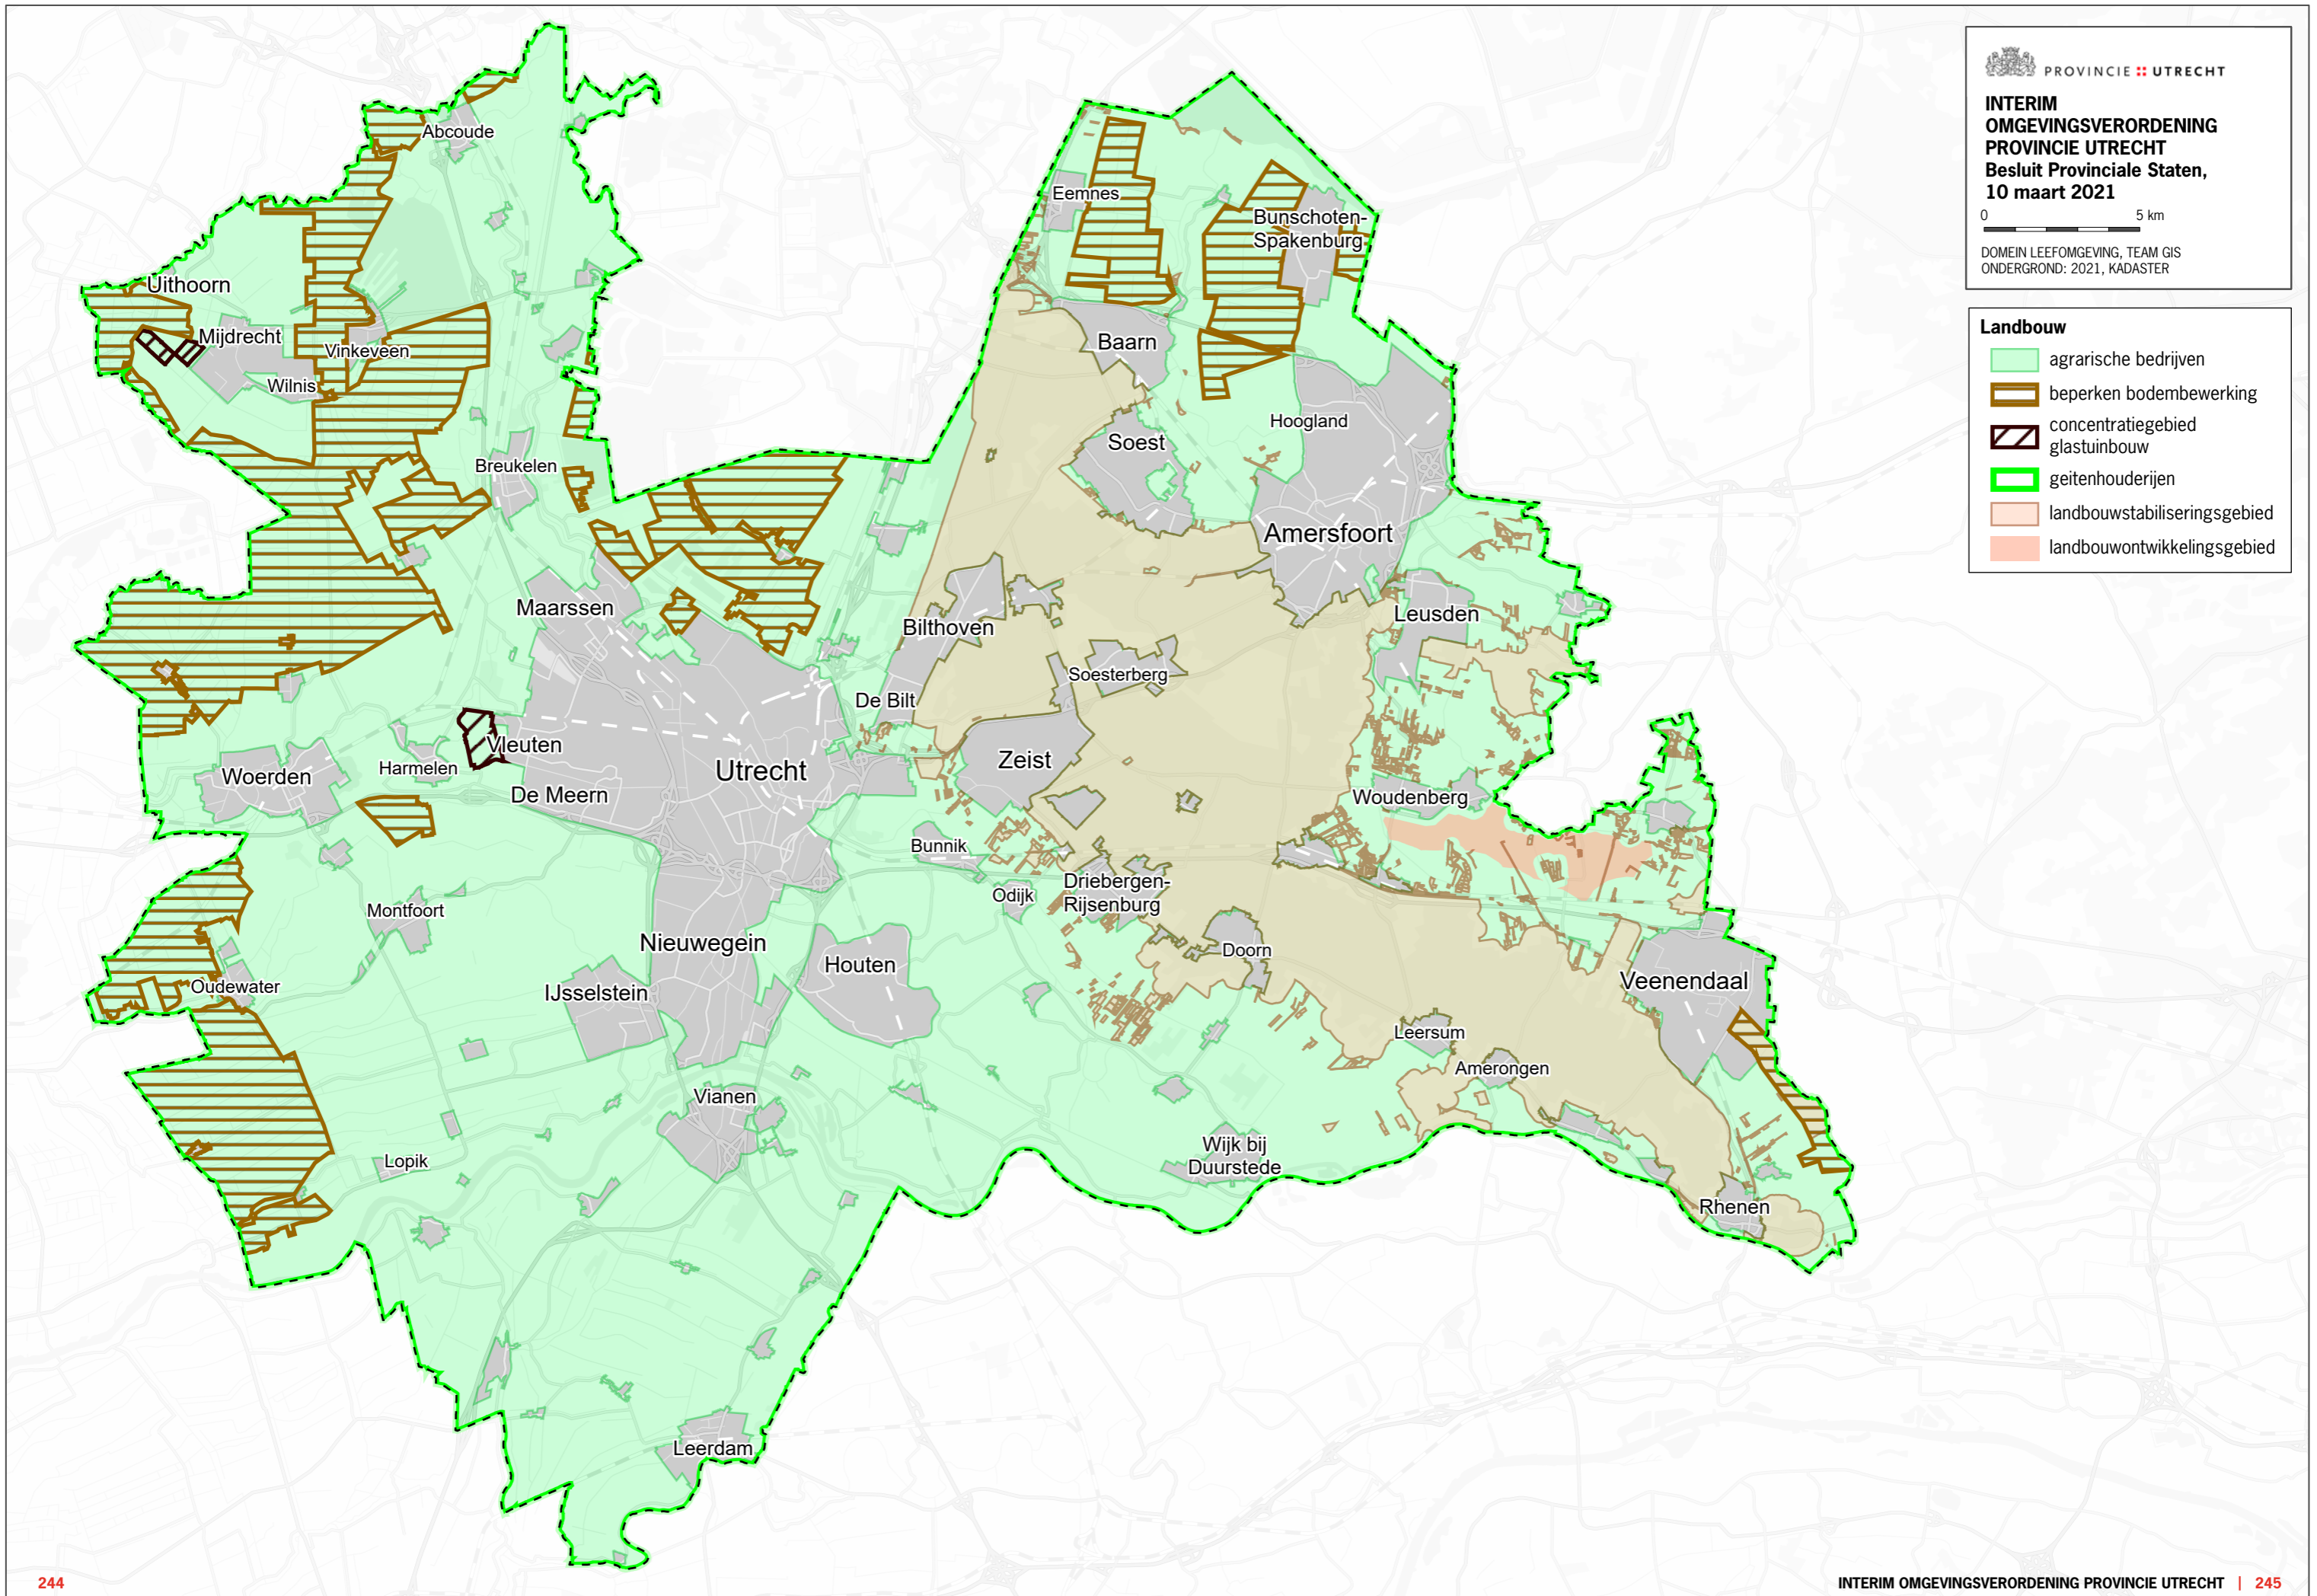 PROVINCIE UTRECHT
INTERIM
OMGEVINGSVERORDENING
PROVINCIE UTRECHT
Besluit Provinciale Staten,
10 maart 2021
0 5 km
DOMEIN LEEFOMGEVING, TEAM GIS
ONDERGROND: 2021, KADASTER
Landbouw
agrarische bedrijven
beperken bodembewerking
concentratiegebied
glastuinbouw
geitenhouderijen
landbouwstabiliseringsgebied
landbouwontwikkelingsgebied
Abcoude
Eemnes
Bunschoten-
Spakenburg
Uithoorn
Mijdrecht
Vinkeveen
Wilnis
Baarn
Hoogland
Soest
Breukelen
Amersfoort
Maarssen
Bilthoven
Leusden
Soesterberg
De Bilt
Vleuten
Utrecht
Zeist
Harmelen
Woerden
De Meern
Woudenberg
Bunnik
Driebergen-
Rijsenburg
Odijk
Montfoort
Nieuwegein
Houten
Doorn
Veenendaal
Oudewater
IJsselstein
Leersum
Amerongen
Vianen
Wijk bij
Duurstede
Lopik
Rhenen
Leerdam
244
INTERIM OMGEVINGSVERORDENING PROVINCIE UTRECHT | 245